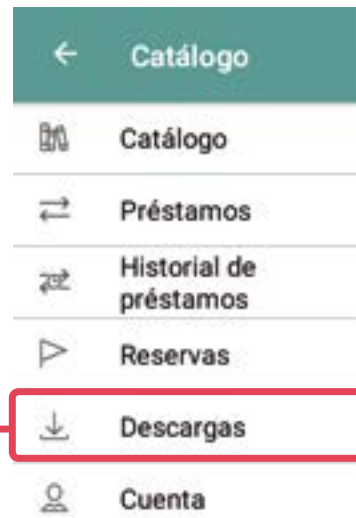 Catálogo
Catálogo
Préstamos
Historial de
préstamos
Reservas
Descargas
Cuenta